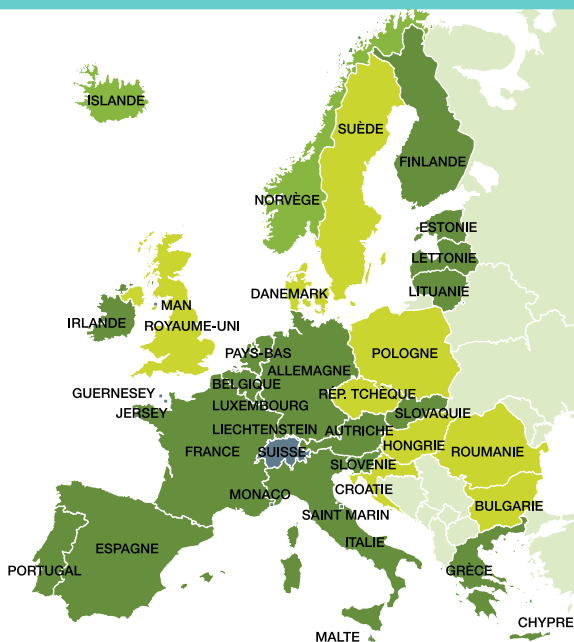 ISLANDE
SUÈDE
FINLANDE
NORVÈGE
ESTONIE
LETTONIE
LITUANIE
DANEMARK
MAN
IRLANDE
ROYAUME-UNI
PAYS-BAS
POLOGNE
ALLEMAGNE
BELGIQUE
GUERNESEY
RÉP. TCHÈQUE
LUXEMBOURG
JERSEY
SLOVAQUIE
LIECHTENSTEIN
AUTRICHE
HONGRIE
FRANCE
SUISSE
ROUMANIE
SLOVENIE
CROATIE
MONACO
BULGARIE
SAINT MARIN
ITALIE
ESPAGNE
PORTUGAL
GRÈCE
CHYPRE
MALTE